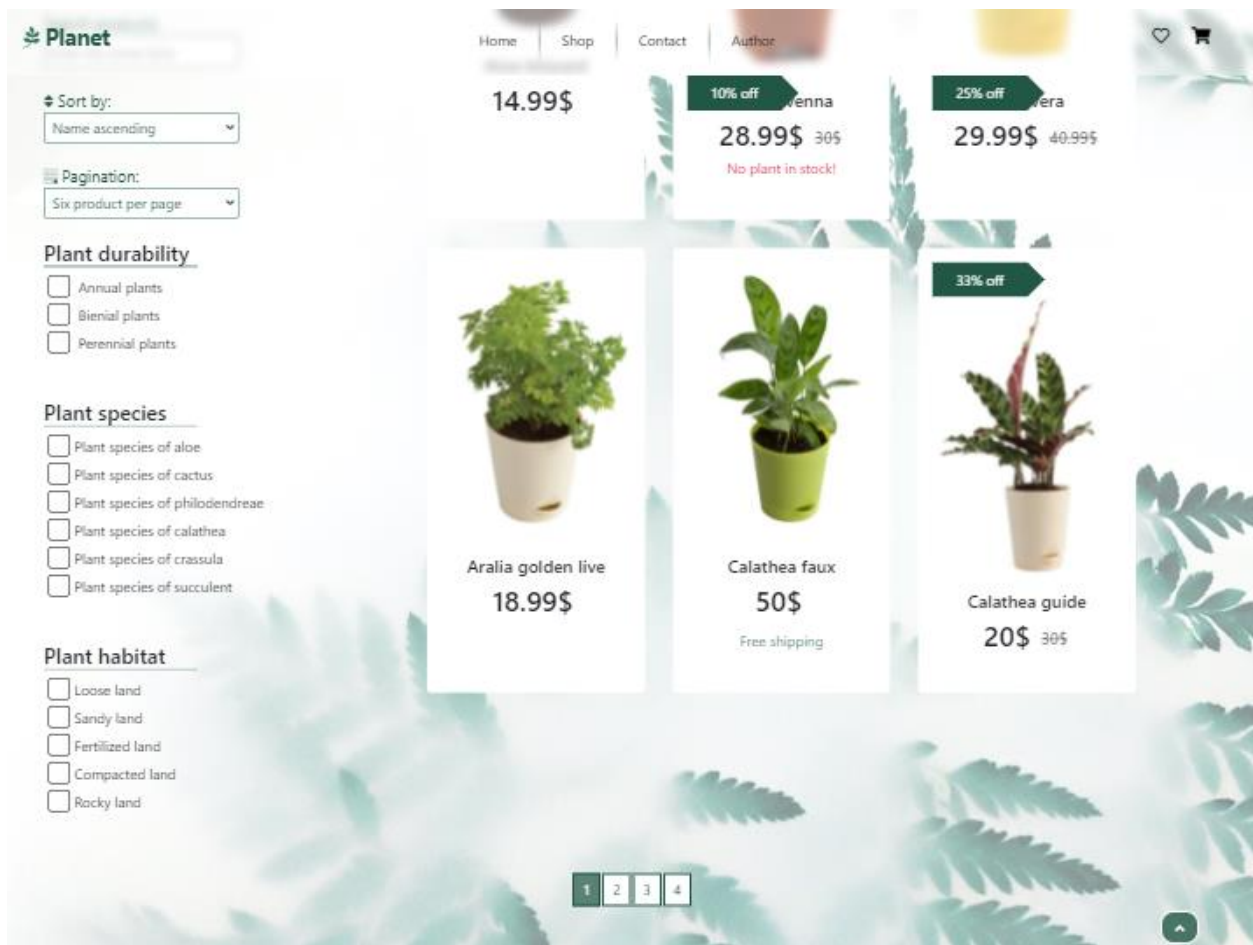 Planet
Home
Shop
Contact
Author
Sort by:
Name ascending
Pagination:
Six product per page
Plant durability
Annual plants
Bienial plants
Perennial plants
Plant species
Plant species of aloe
Plant species of cactus
Plant species of philodendreae
Plant species of calathea
Plant species of crassula
Plant species of succulent
Plant habitat
Loose land
Sandy land
Fertilized land
Compacted land
Rocky land
14.99$
10% off
28.99$ 30$
No plant in stock!
25% off
29.99$ 40.99$
Aralia golden live
18.99$
Calathea faux
50$
Free shipping
33% off
Calathea guide
20$ 30$
1 2 3 4